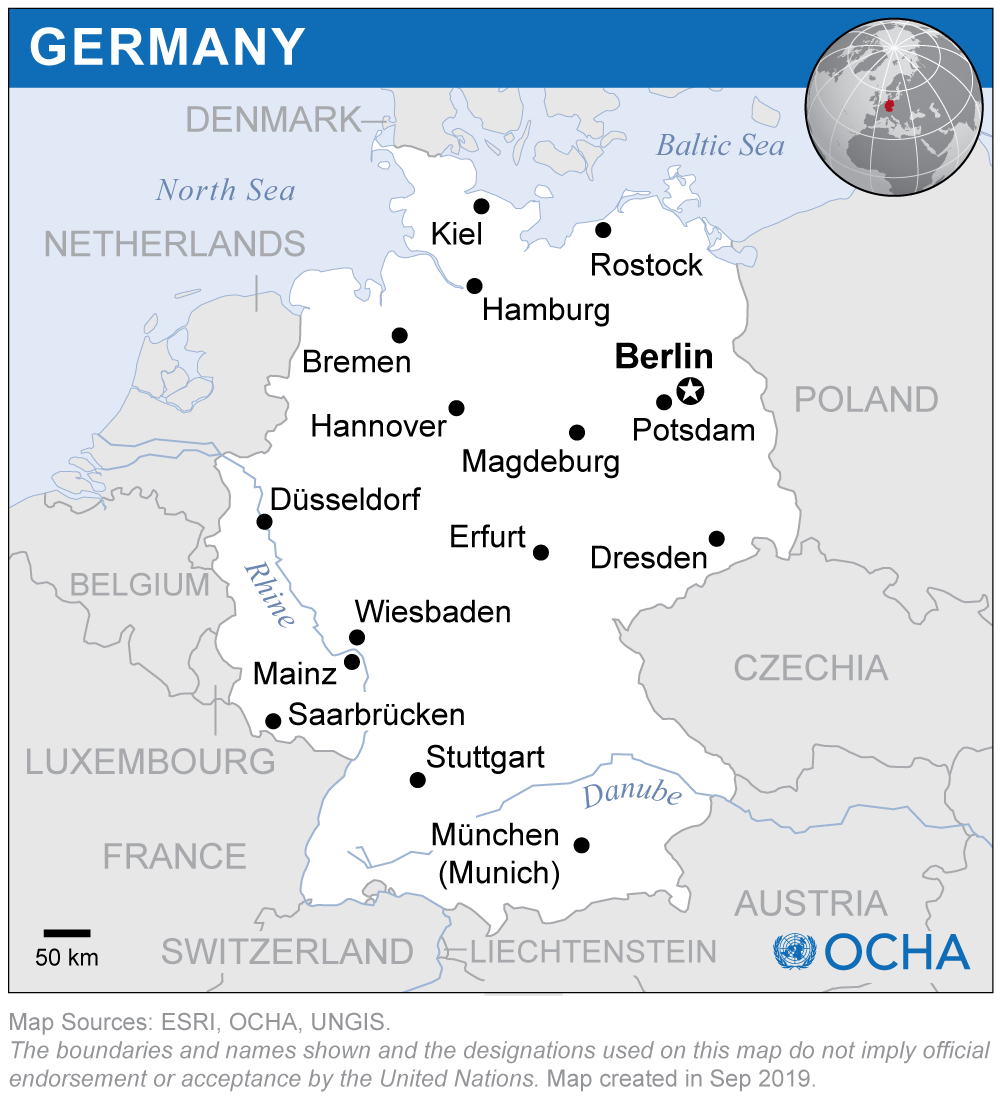 GERMANY
DENMARK
Baltic Sea
North Sea
Kiel
NETHERLANDS
Rostock
Hamburg
Berlin
Bremen
POLAND
Hannover
Potsdam
Magdeburg
Düsseldorf
Erfurt
Dresden
BELGIUM
Rhine
Wiesbaden
CZECHIA
Mainz
Saarbrücken
LUXEMBOURG
Stuttgart
Danube
München
(Munich)
FRANCE
AUSTRIA
50 km
SWITZERLAND
LIECHTENSTEIN
OCHA
Map Sources: ESRI, OCHA, UNGIS.
The boundaries and names shown and the designations used on this map do not imply official
endorsement or acceptance by the United Nations. Map created in Sep 2019.